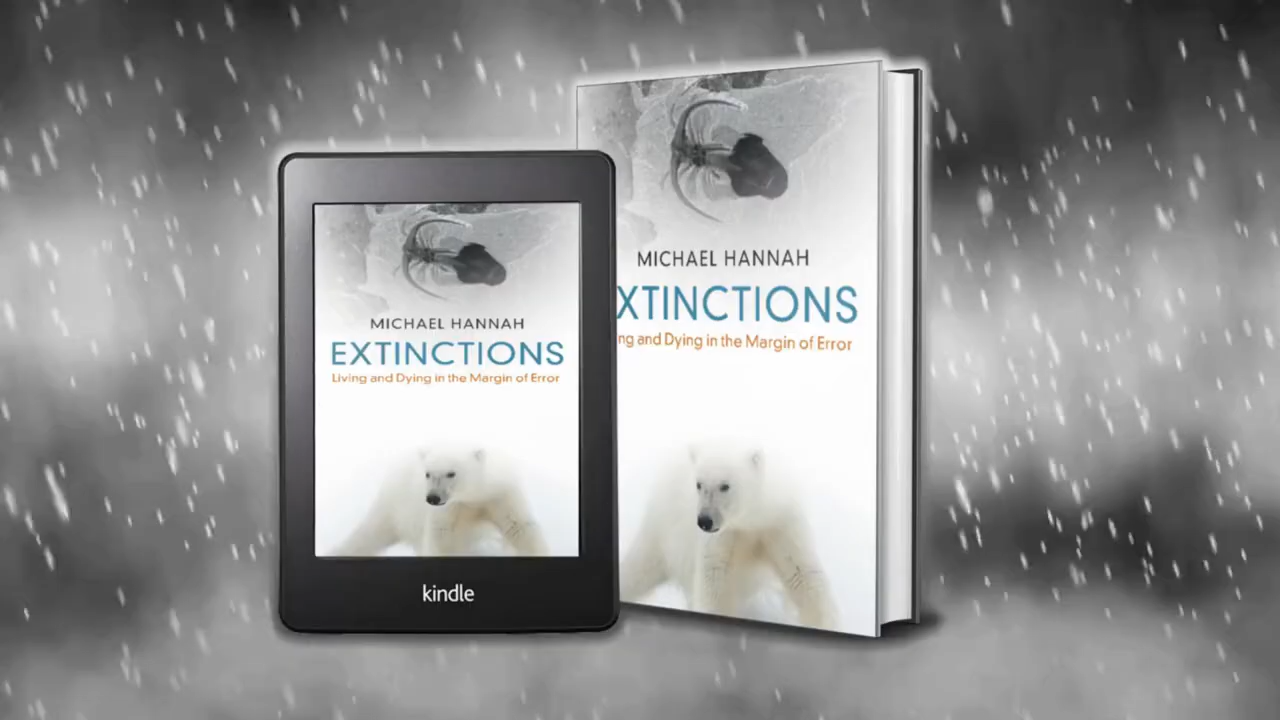 MICHAEL HANNAH
EXTINCTIONS
Living and Dying in the Margin of Error
kindle
MICHAEL HANNAH
XTINCTIONS
ng and Dying in the Margin of Error